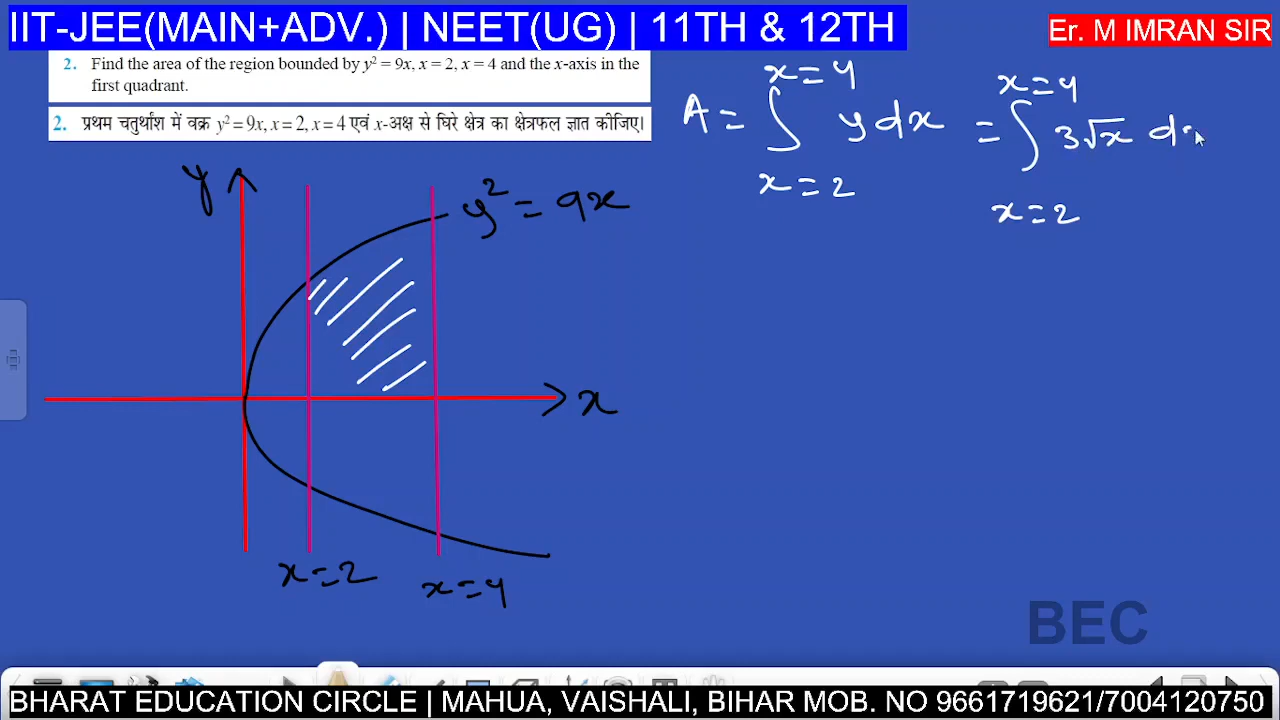 IIT-JEE(MAIN+ADV.) | NEET(UG) | 11TH & 12TH
Er. M IMRAN SIR
2. Find the area of the region bounded by y² = 9x, x = 2, x = 4 and the x-axis in the
first quadrant.
2. प्रथम चतुर्थांश में वक्र y² = 9x, x = 2, x = 4 एवं x-अक्ष से घिरे क्षेत्र का क्षेत्रफल ज्ञात कीजिए।
x=4
x=4
A = ∫ y dx = ∫ 3√x dx
x=2
x=2
y
y² = 9x
x
x=2
x=4
BEC
BHARAT EDUCATION CIRCLE | MAHUA, VAISHALI, BIHAR MOB. NO 9661719621/7004120750